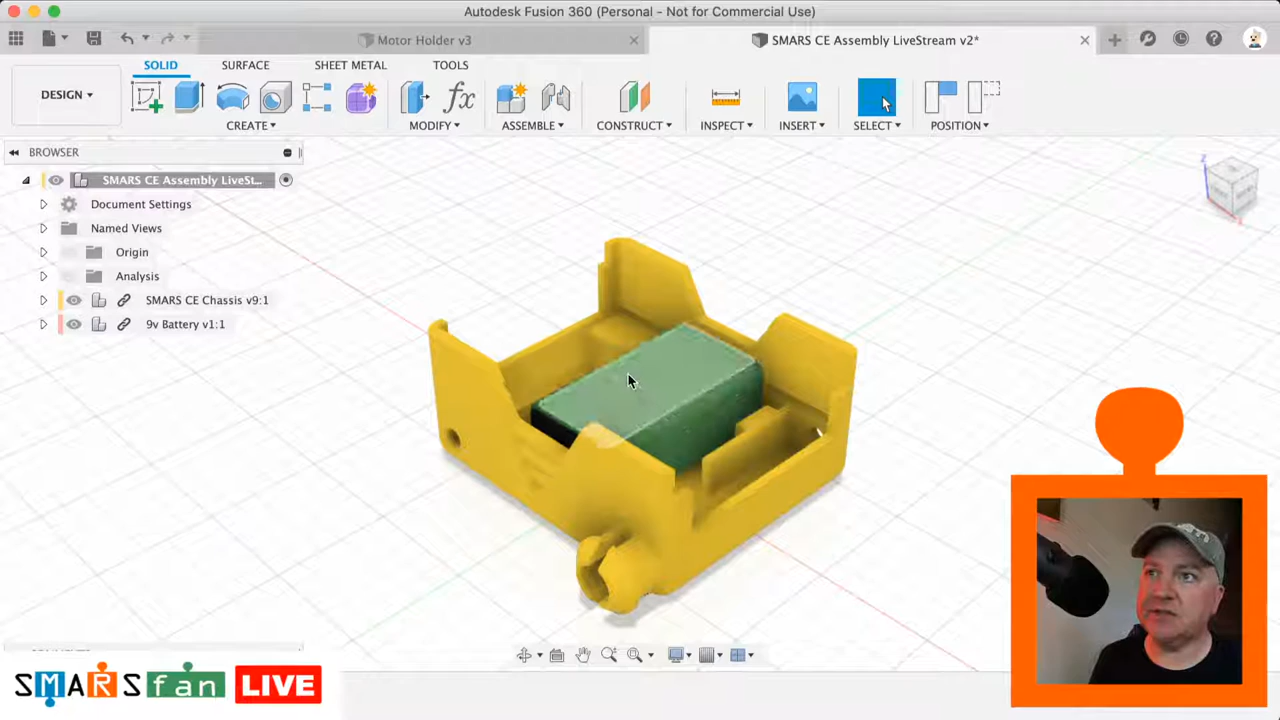 Autodesk Fusion 360 (Personal - Not for Commercial Use)
Motor Holder v3
SMARS CE Assembly LiveStream v2*
DESIGN
SOLID
SURFACE
SHEET METAL
TOOLS
CREATE
MODIFY
ASSEMBLE
CONSTRUCT
INSPECT
INSERT
SELECT
POSITION
BROWSER
SMARS CE Assembly LiveSt...
Document Settings
Named Views
Origin
Analysis
SMARS CE Chassis v9:1
9v Battery v1:1
SMARS fan LIVE